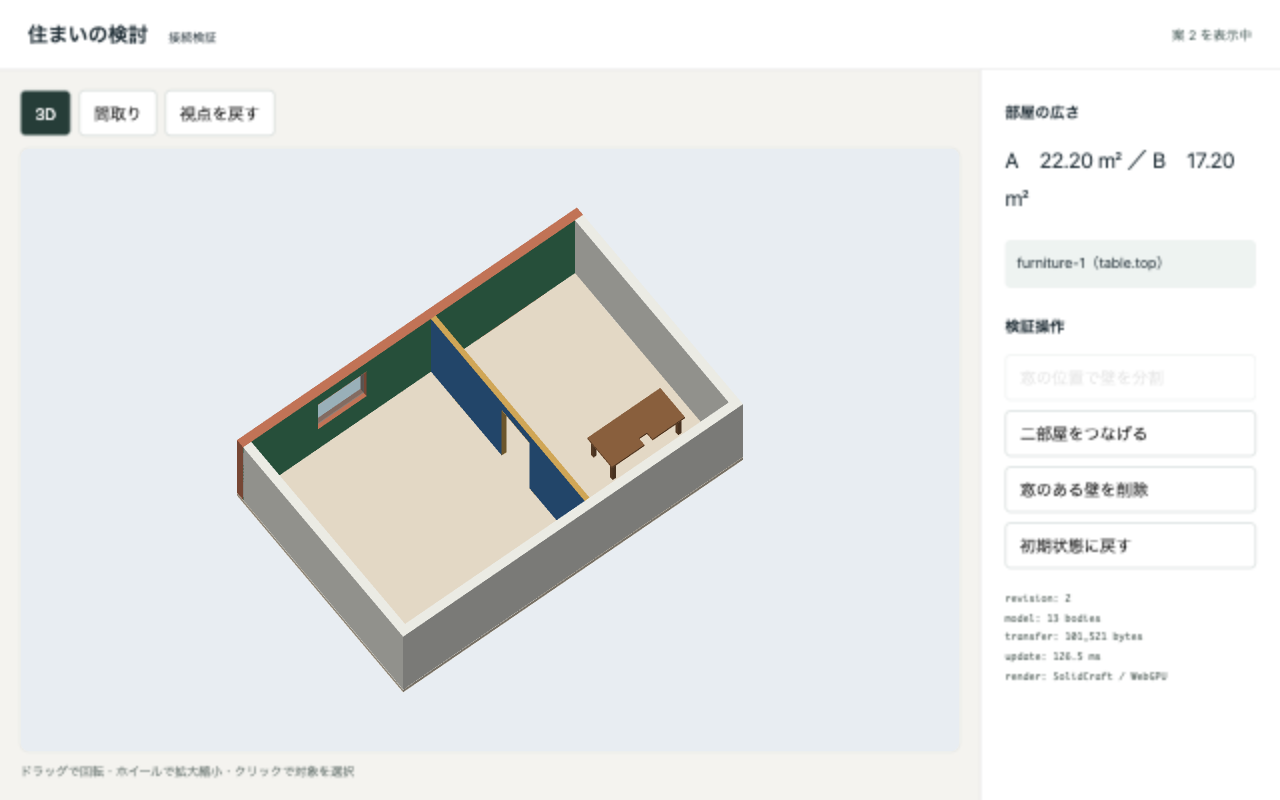 住まいの検討 接続検証
案 2 を表示中
3D 間取り 視点を戻す
部屋の広さ
A 22.20 m² ／ B 17.20
m²
furniture-1（table.top）
検証操作
窓の位置で壁を分割
二部屋をつなげる
窓のある壁を削除
初期状態に戻す
revision: 2
model: 13 bodies
transfer: 101,521 bytes
update: 126.5 ms
render: SolidCraft / WebGPU
ドラッグで回転・ホイールで拡大縮小・クリックで対象を選択